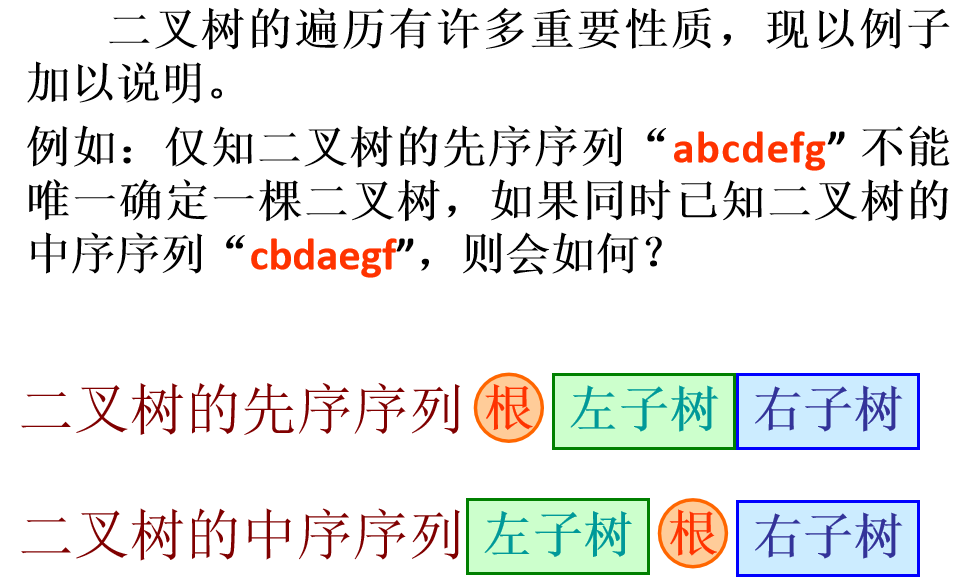 二叉树的遍历有许多重要性质，现以例子
加以说明。
例如：仅知二叉树的先序序列“abcdefg” 不能
唯一确定一棵二叉树，如果同时已知二叉树的
中序序列“cbdaegf”，则会如何？
二叉树的先序序列 根 左子树 右子树
二叉树的中序序列 左子树 根 右子树